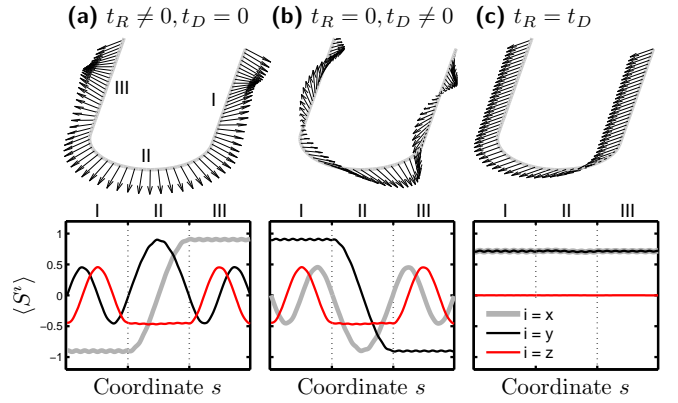 (a) t_R ≠ 0, t_D = 0
(b) t_R = 0, t_D ≠ 0
(c) t_R = t_D
III
I
II
I II III
I II III
I II III
⟨S^i⟩
1
0.5
0
−0.5
−1
i = x
i = y
i = z
Coordinate s
Coordinate s
Coordinate s